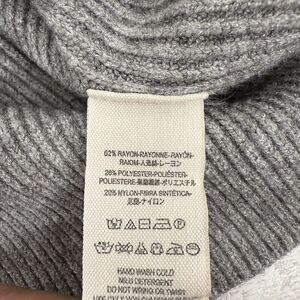 62% RAYON-RAYONNE-RAYÓN-
RAIOM-人造絲-レーヨン
28% POLYESTER-POLIÉSTER-
POLIESTERE-聚脂纖維-ポリエステル
20% NYLON-FIBRA SINTÉTICA-
尼龍-ナイロン
HAND WASH COLD
MILD DETERGENT
DO NOT WRING OR TWIST